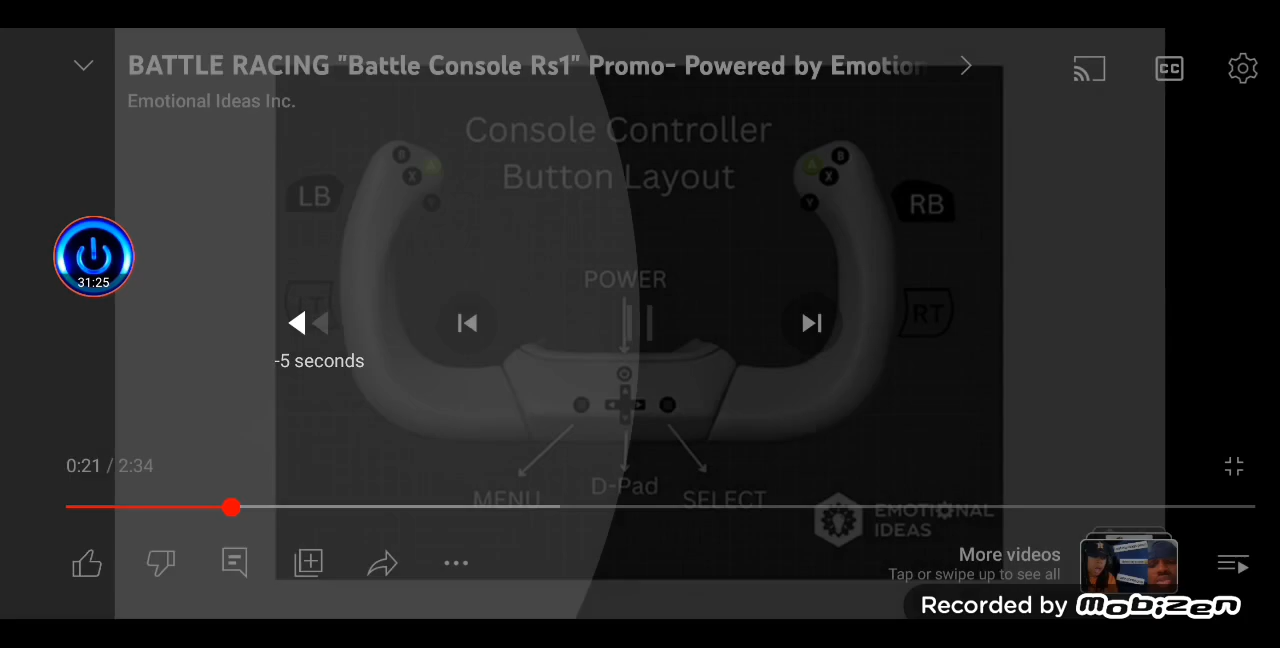 BATTLE RACING "Battle Console Rs1" Promo- Powered by Emotion
Emotional Ideas Inc.
CC
Console Controller
Button Layout
B
A
X
Y
LB
A
B
X
Y
RB
31:25
POWER
LT
RT
-5 seconds
0:21 / 2:34
MENU
D-Pad
SELECT
EMOTIONAL
IDEAS
More videos
Tap or swipe up to see all
Recorded by Mobizen